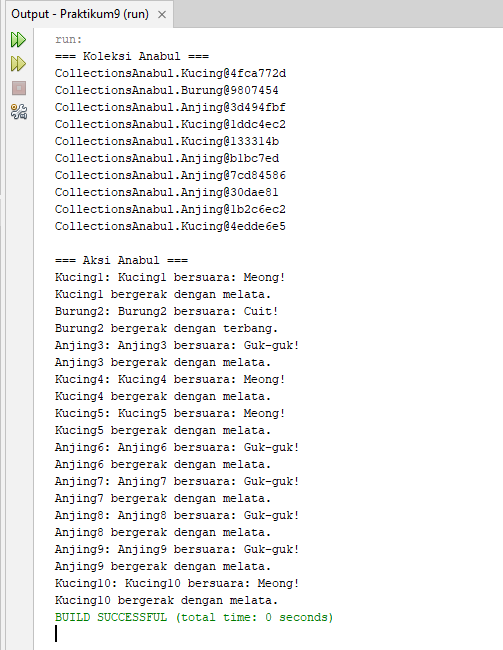 Output - Praktikum9 (run)
run:
=== Koleksi Anabul ===
CollectionsAnabul.Kucing@4fca772d
CollectionsAnabul.Burung@9807454
CollectionsAnabul.Anjing@3d494fbf
CollectionsAnabul.Kucing@1ddc4ec2
CollectionsAnabul.Kucing@133314b
CollectionsAnabul.Anjing@b1bc7ed
CollectionsAnabul.Anjing@7cd84586
CollectionsAnabul.Anjing@30dae81
CollectionsAnabul.Anjing@1b2c6ec2
CollectionsAnabul.Kucing@4edde6e5
=== Aksi Anabul ===
Kucing1: Kucing1 bersuara: Meong!
Kucing1 bergerak dengan melata.
Burung2: Burung2 bersuara: Cuit!
Burung2 bergerak dengan terbang.
Anjing3: Anjing3 bersuara: Guk-guk!
Anjing3 bergerak dengan melata.
Kucing4: Kucing4 bersuara: Meong!
Kucing4 bergerak dengan melata.
Kucing5: Kucing5 bersuara: Meong!
Kucing5 bergerak dengan melata.
Anjing6: Anjing6 bersuara: Guk-guk!
Anjing6 bergerak dengan melata.
Anjing7: Anjing7 bersuara: Guk-guk!
Anjing7 bergerak dengan melata.
Anjing8: Anjing8 bersuara: Guk-guk!
Anjing8 bergerak dengan melata.
Anjing9: Anjing9 bersuara: Guk-guk!
Anjing9 bergerak dengan melata.
Kucing10: Kucing10 bersuara: Meong!
Kucing10 bergerak dengan melata.
BUILD SUCCESSFUL (total time: 0 seconds)